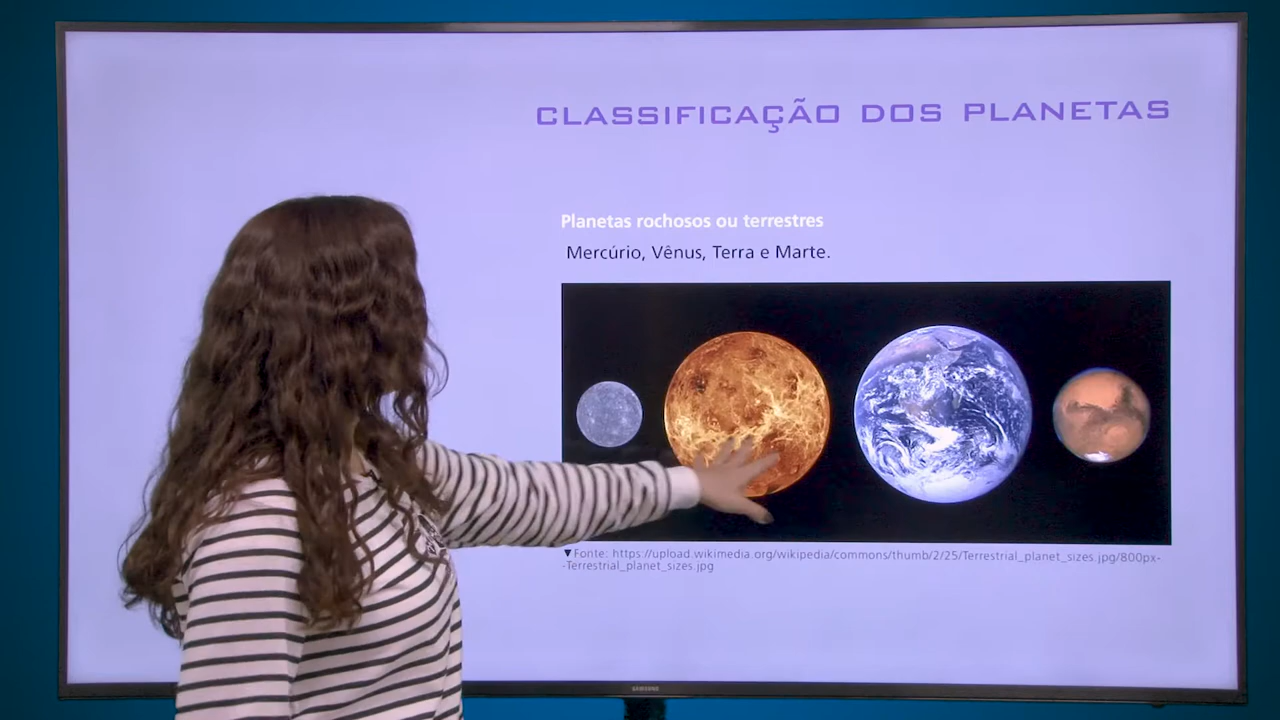 CLASSIFICAÇÃO DOS PLANETAS
Planetas rochosos ou terrestres
Mercúrio, Vênus, Terra e Marte.
▼Fonte: https://upload.wikimedia.org/wikipedia/commons/thumb/2/25/Terrestrial_planet_sizes.jpg/800px-
-Terrestrial_planet_sizes.jpg
SAMSUNG